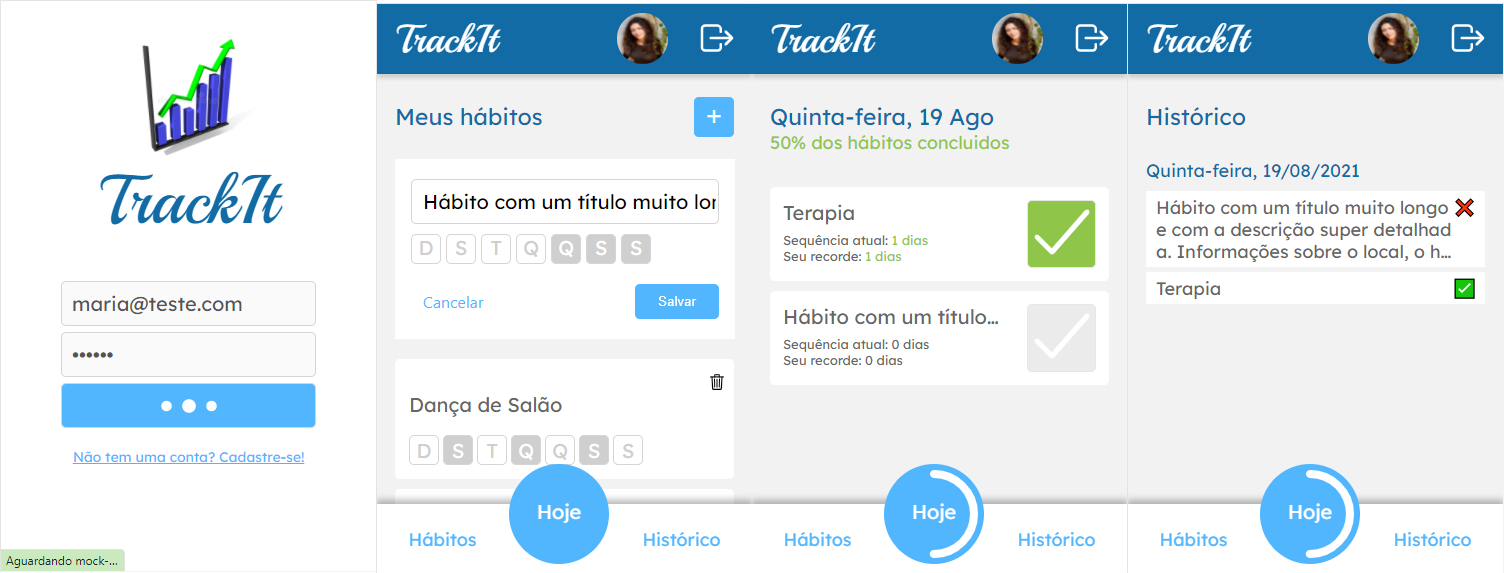 TrackIt
maria@teste.com
••••••
Não tem uma conta? Cadastre-se!
Aguardando mock-...
TrackIt
Meus hábitos
+
Hábito com um título muito lon
D S T Q Q S S
Cancelar
Salvar
Dança de Salão
D S T Q Q S S
Hábitos
Hoje
Histórico
TrackIt
Quinta-feira, 19 Ago
50% dos hábitos concluidos
Terapia
Sequência atual: 1 dias
Seu recorde: 1 dias
Hábito com um título...
Sequência atual: 0 dias
Seu recorde: 0 dias
Hábitos
Hoje
Histórico
TrackIt
Histórico
Quinta-feira, 19/08/2021
Hábito com um título muito longo
e com a descrição super detalhad
a. Informações sobre o local, o h...
Terapia
Hábitos
Hoje
Histórico